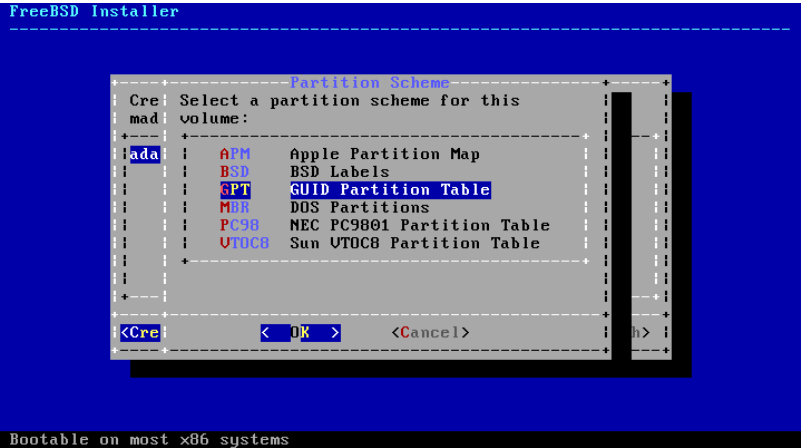 FreeBSD Installer
Partition Scheme
Cre
mad
Select a partition scheme for this
volume:
ada
APM Apple Partition Map
BSD BSD Labels
GPT GUID Partition Table
MBR DOS Partitions
PC98 NEC PC9801 Partition Table
VTOC8 Sun VTOC8 Partition Table
<Cre
< OK > <Cancel>
h>
Bootable on most x86 systems